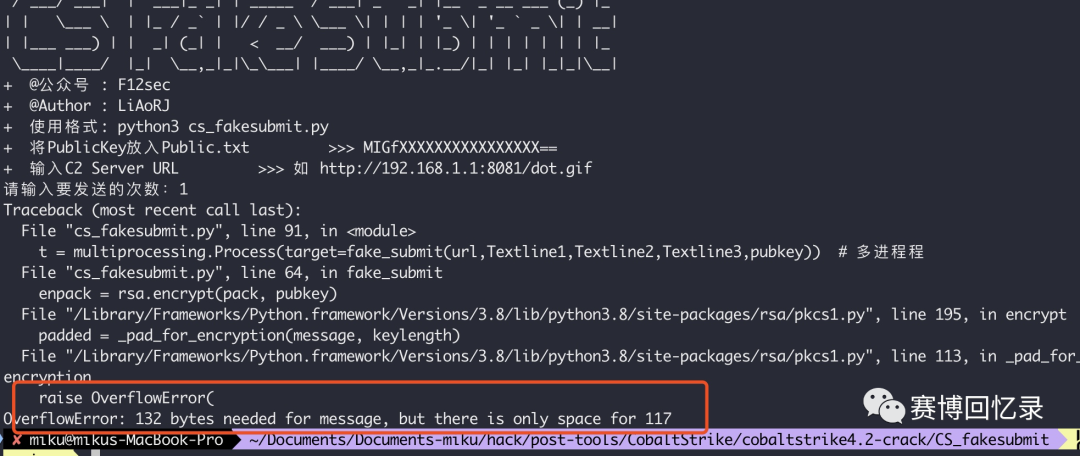 + @公众号 : F12sec
+ @Author : LiAoRJ
+ 使用格式: python3 cs_fakesubmit.py
+ 将PublicKey放入Public.txt >>> MIGfXXXXXXXXXXXXXXXX==
+ 输入C2 Server URL >>> 如 http://192.168.1.1:8081/dot.gif
请输入要发送的次数: 1
Traceback (most recent call last):
File "cs_fakesubmit.py", line 91, in <module>
t = multiprocessing.Process(target=fake_submit(url,Textline1,Textline2,Textline3,pubkey)) # 多进程程
File "cs_fakesubmit.py", line 64, in fake_submit
enpack = rsa.encrypt(pack, pubkey)
File "/Library/Frameworks/Python.framework/Versions/3.8/lib/python3.8/site-packages/rsa/pkcs1.py", line 195, in encrypt
padded = _pad_for_encryption(message, keylength)
File "/Library/Frameworks/Python.framework/Versions/3.8/lib/python3.8/site-packages/rsa/pkcs1.py", line 113, in _pad_for_
encryption
raise OverflowError(
OverflowError: 132 bytes needed for message, but there is only space for 117
✘ miku@mikus-MacBook-Pro ~/Documents/Documents-miku/hack/post-tools/CobaltStrike/cobaltstrike4.2-crack/CS_fakesubmit
赛博回忆录